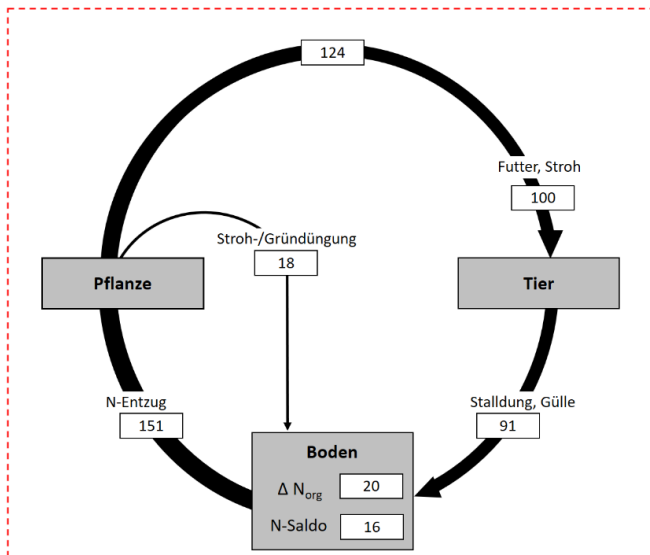 124
Futter, Stroh
100
Stroh-/Gründüngung
18
Pflanze
Tier
N-Entzug
151
Stalldung, Gülle
91
Boden
Δ Norg 20
N-Saldo 16